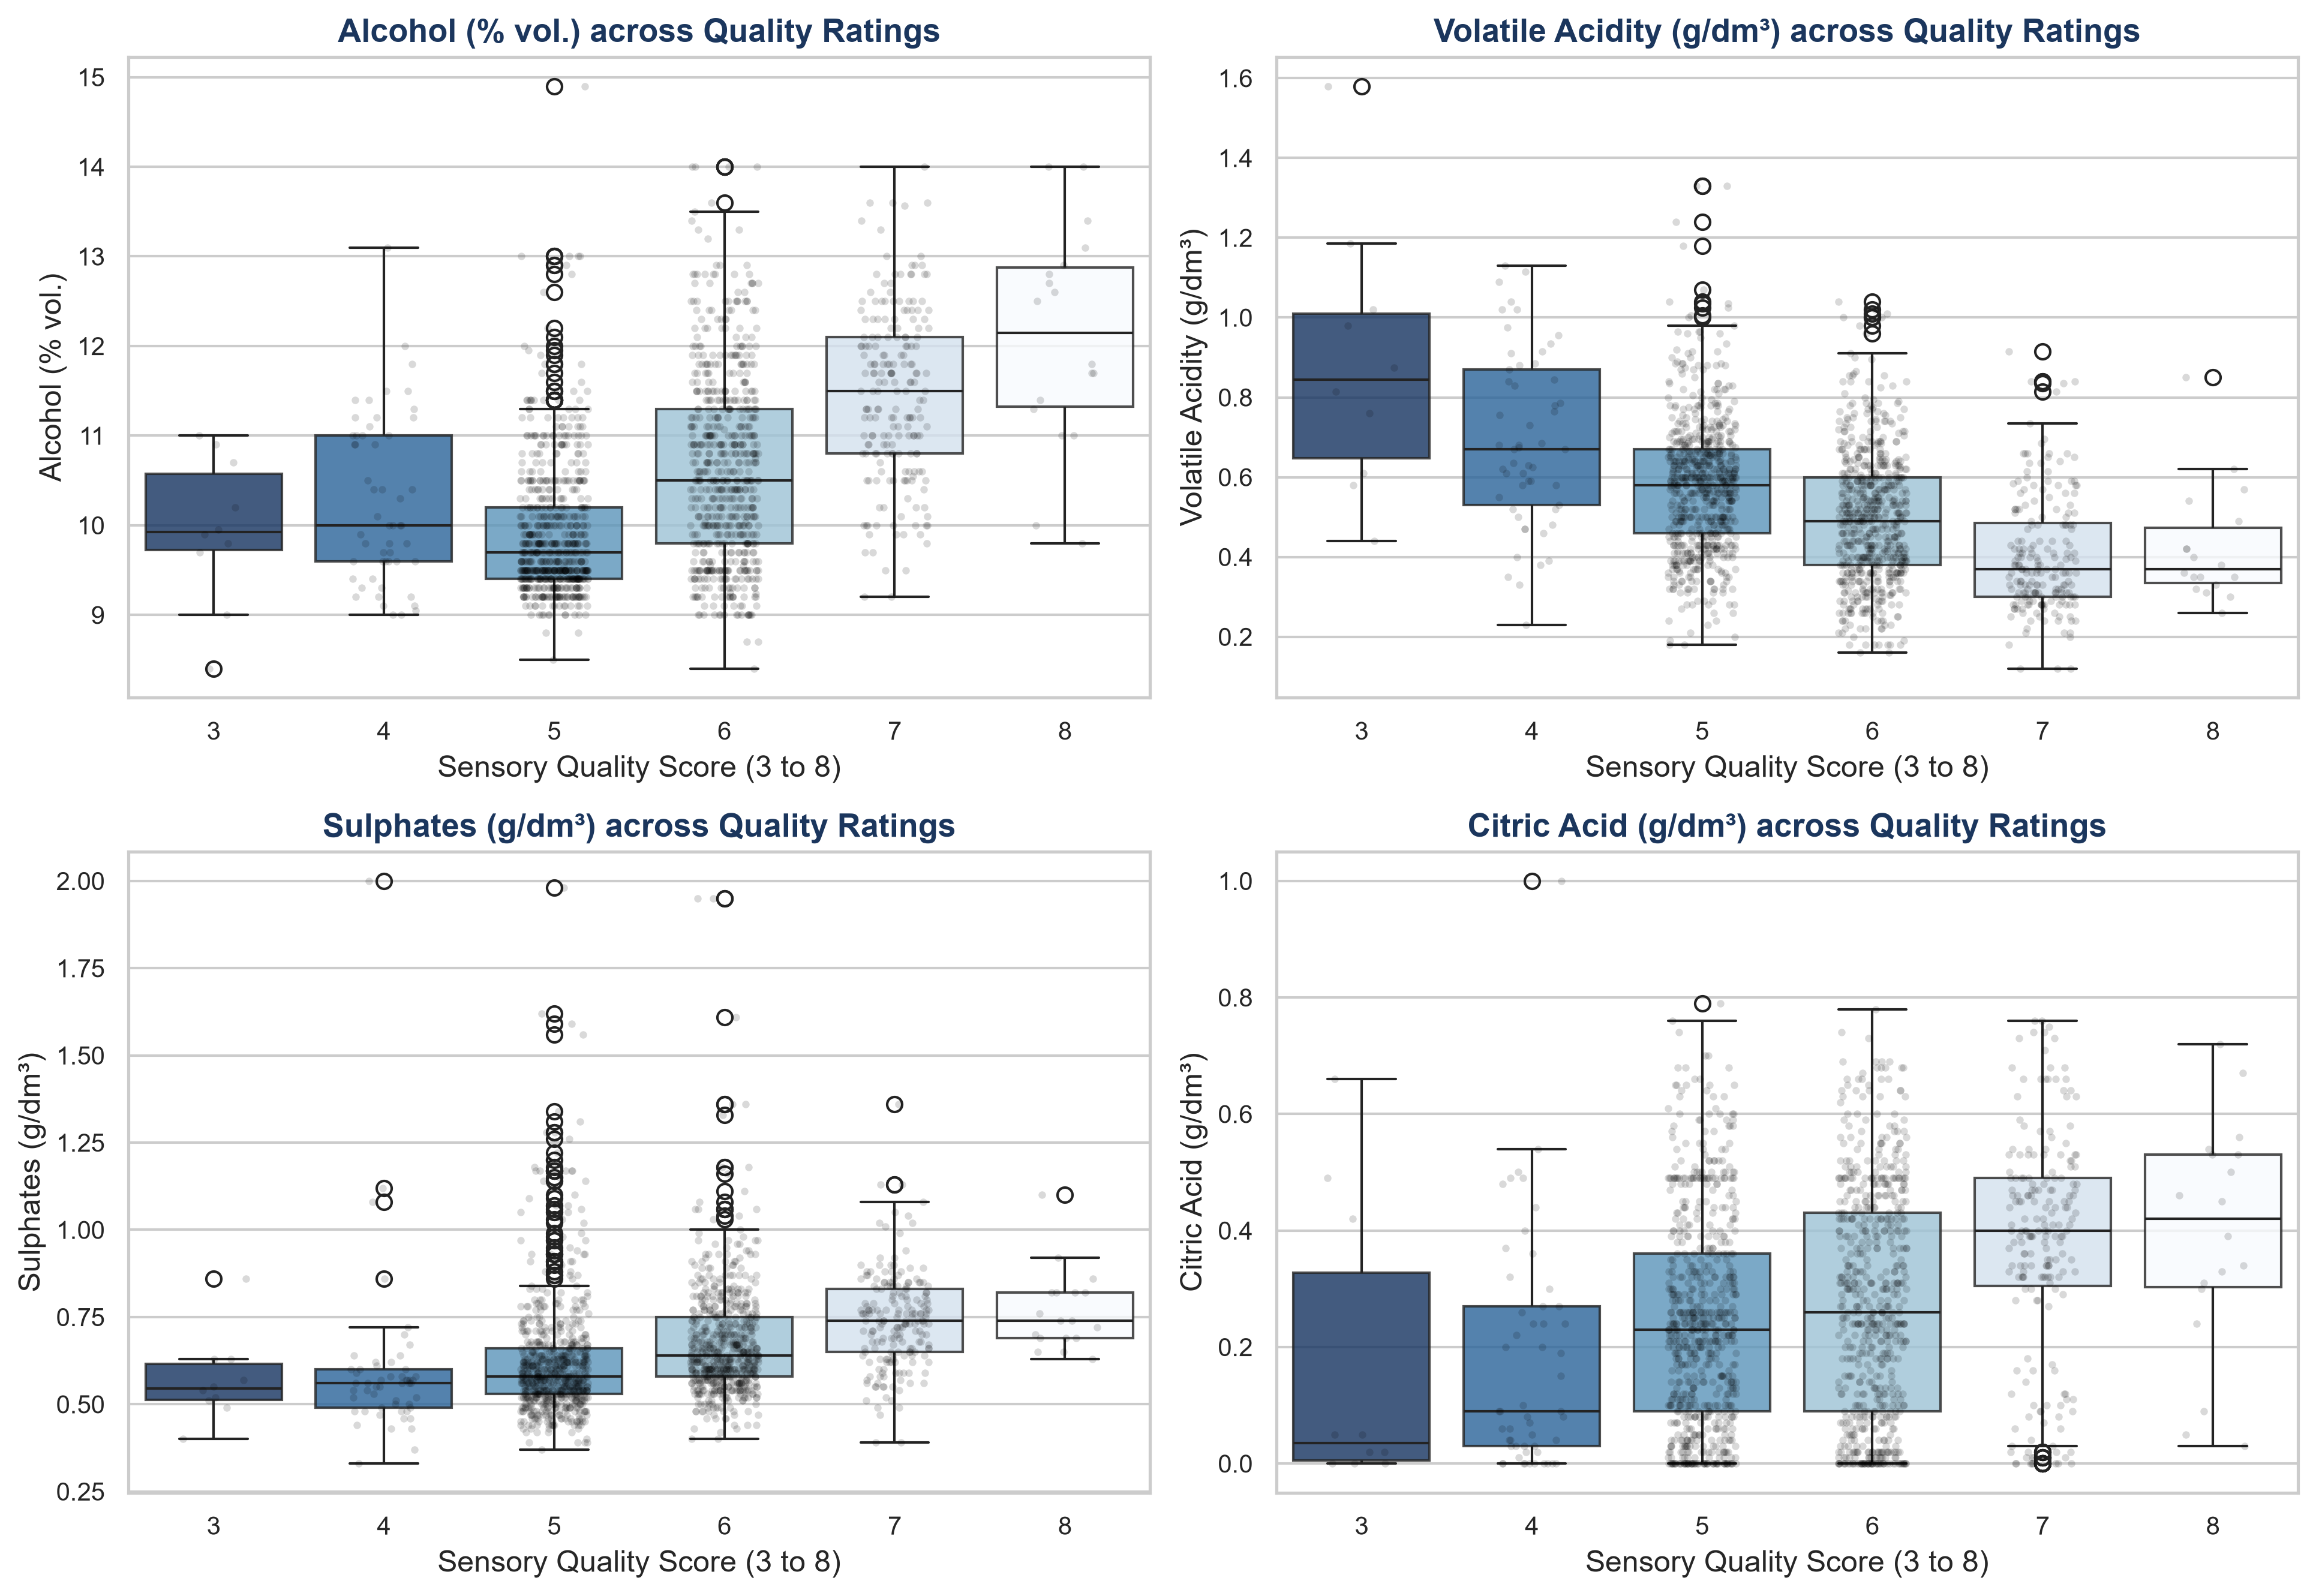 Alcohol (% vol.) across Quality Ratings
Alcohol (% vol.)
15
14
13
12
11
10
9
3 4 5 6 7 8
Sensory Quality Score (3 to 8)
Volatile Acidity (g/dm³) across Quality Ratings
Volatile Acidity (g/dm³)
1.6
1.4
1.2
1.0
0.8
0.6
0.4
0.2
3 4 5 6 7 8
Sensory Quality Score (3 to 8)
Sulphates (g/dm³) across Quality Ratings
Sulphates (g/dm³)
2.00
1.75
1.50
1.25
1.00
0.75
0.50
0.25
3 4 5 6 7 8
Sensory Quality Score (3 to 8)
Citric Acid (g/dm³) across Quality Ratings
Citric Acid (g/dm³)
1.0
0.8
0.6
0.4
0.2
0.0
3 4 5 6 7 8
Sensory Quality Score (3 to 8)